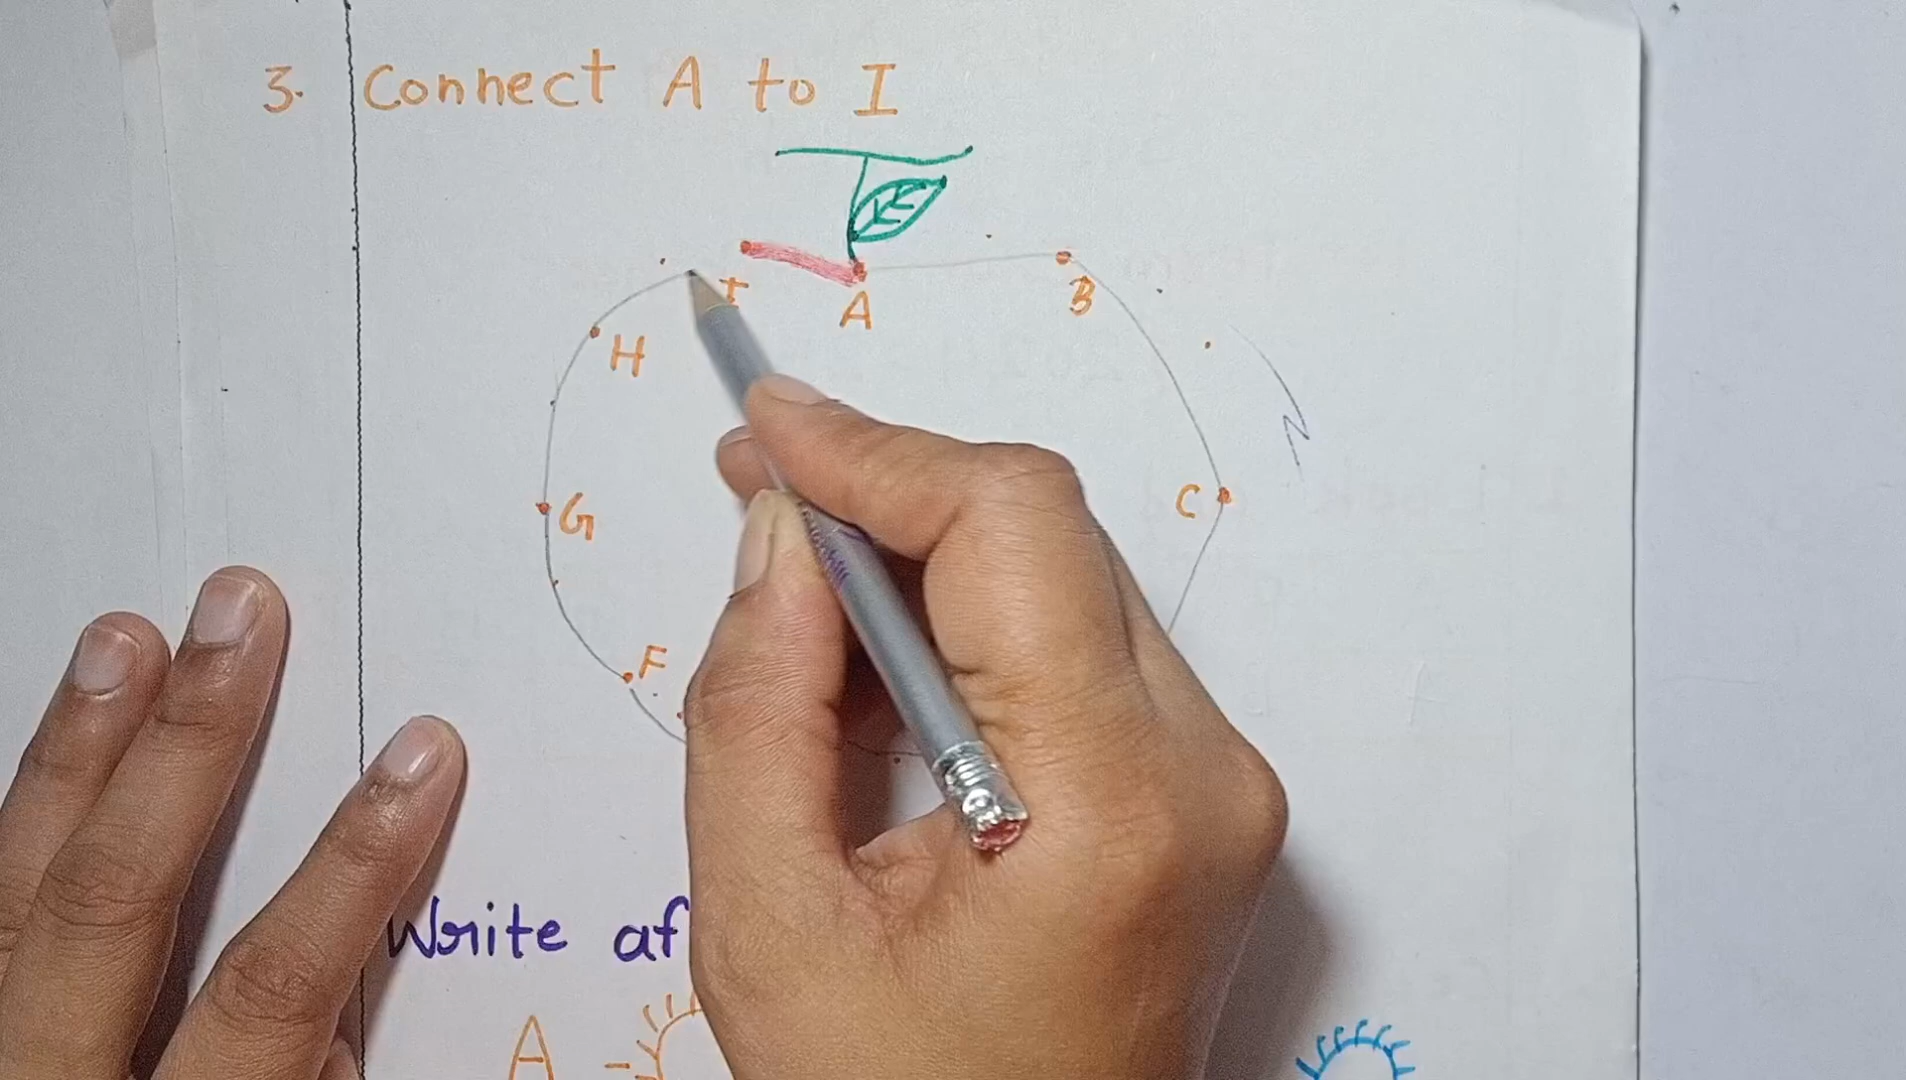 3. Connect A to I
I
A
B
H
C
G
F
Write af
A -